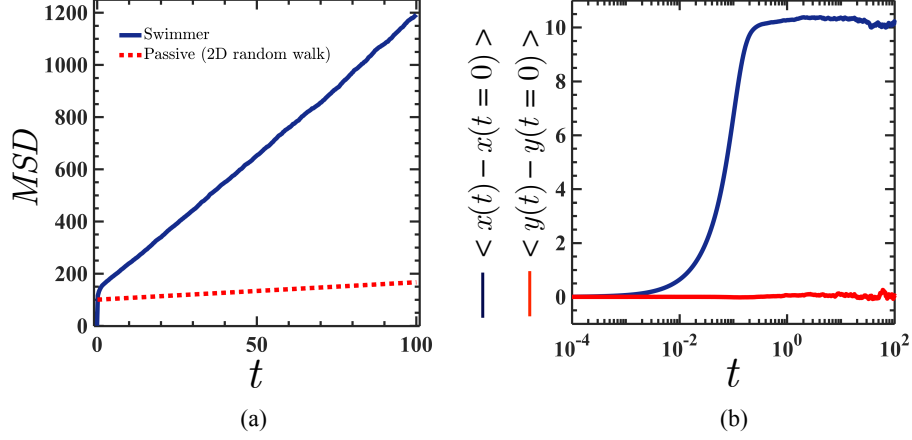 1200
1000
800
600
400
200
0
MSD
Swimmer
Passive (2D random walk)
0
50
100
t
(a)
< x(t) − x(t = 0) >
< y(t) − y(t = 0) >
10
8
6
4
2
0
10^-4
10^-2
10^0
10^2
t
(b)